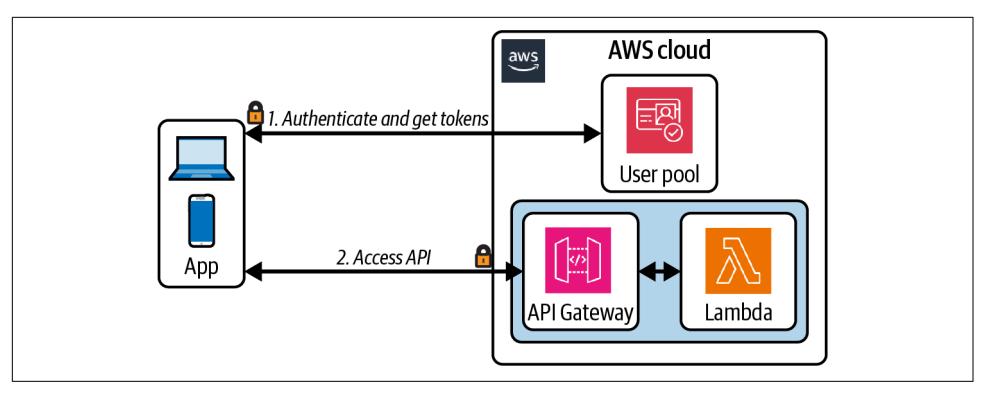 aws
AWS cloud
1. Authenticate and get tokens
User pool
App
2. Access API
API Gateway
Lambda